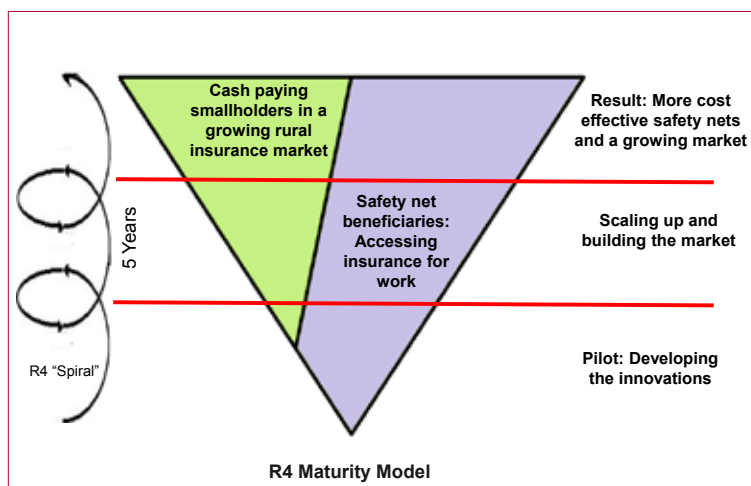 Cash paying
smallholders in a
growing rural
insurance market
Result: More cost
effective safety nets
and a growing market
Safety net
beneficiaries:
Accessing
insurance for
work
Scaling up and
building the market
5 Years
R4 “Spiral”
Pilot: Developing
the innovations
R4 Maturity Model